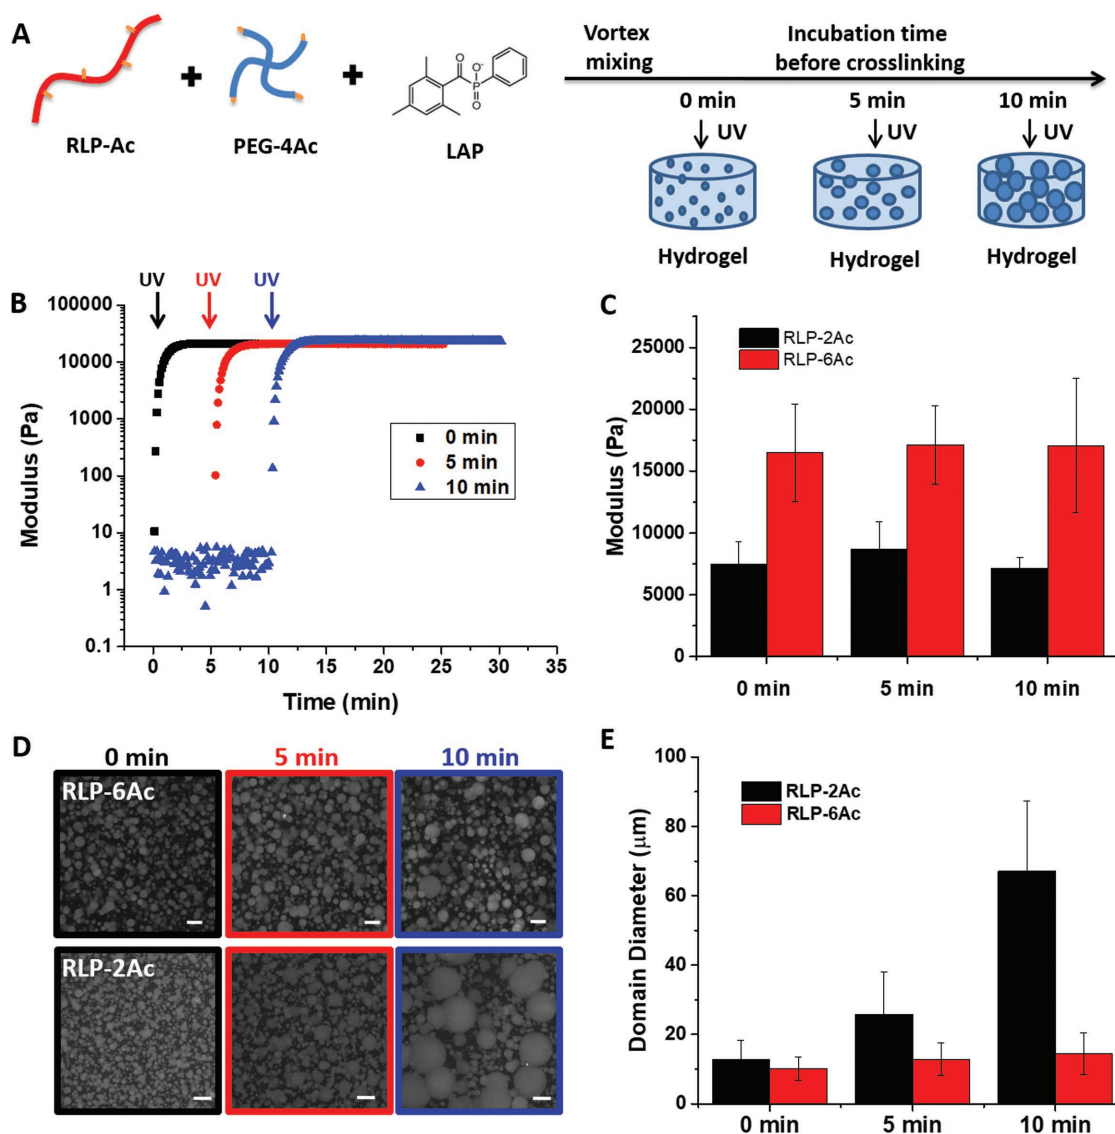 A
RLP-Ac
PEG-4Ac
LAP
O
O⁻
P
O
Vortex
mixing
Incubation time
before crosslinking
0 min
5 min
10 min
UV
UV
UV
Hydrogel
Hydrogel
Hydrogel
B
UV
UV
UV
100000
10000
1000
100
10
1
0.1
Modulus (Pa)
0 min
5 min
10 min
0 5 10 15 20 25 30 35
Time (min)
C
RLP-2Ac
RLP-6Ac
25000
20000
15000
10000
5000
0
Modulus (Pa)
0 min
5 min
10 min
D
0 min
5 min
10 min
RLP-6Ac
RLP-2Ac
E
RLP-2Ac
RLP-6Ac
100
80
60
40
20
0
Domain Diameter (μm)
0 min
5 min
10 min